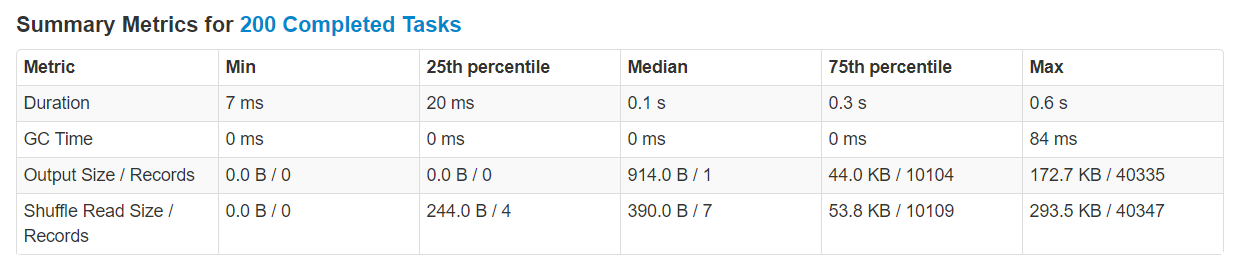 Summary Metrics for 200 Completed Tasks
Metric Min 25th percentile Median 75th percentile Max
Duration 7 ms 20 ms 0.1 s 0.3 s 0.6 s
GC Time 0 ms 0 ms 0 ms 0 ms 84 ms
Output Size / Records 0.0 B / 0 0.0 B / 0 914.0 B / 1 44.0 KB / 10104 172.7 KB / 40335
Shuffle Read Size / 0.0 B / 0 244.0 B / 4 390.0 B / 7 53.8 KB / 10109 293.5 KB / 40347
Records